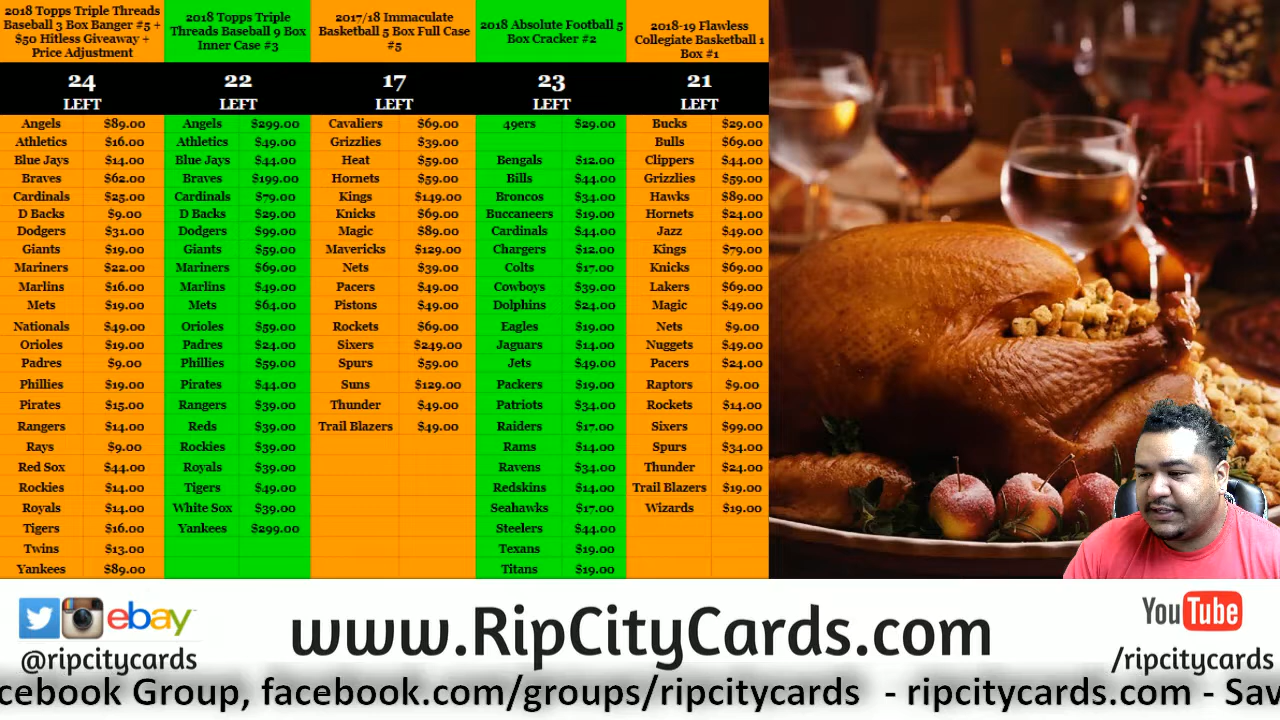 2018 Topps Triple Threads
Baseball 3 Box Banger #5 +
$50 Hitless Giveaway +
Price Adjustment
24
LEFT
Angels $89.00
Athletics $16.00
Blue Jays $14.00
Braves $62.00
Cardinals $25.00
D Backs $9.00
Dodgers $31.00
Giants $19.00
Mariners $22.00
Marlins $16.00
Mets $19.00
Nationals $49.00
Orioles $19.00
Padres $9.00
Phillies $19.00
Pirates $15.00
Rangers $14.00
Rays $9.00
Red Sox $44.00
Rockies $14.00
Royals $14.00
Tigers $16.00
Twins $13.00
Yankees $89.00
2018 Topps Triple
Threads Baseball 9 Box
Inner Case #3
22
LEFT
Angels $299.00
Athletics $49.00
Blue Jays $44.00
Braves $199.00
Cardinals $79.00
D Backs $29.00
Dodgers $99.00
Giants $59.00
Mariners $69.00
Marlins $49.00
Mets $64.00
Orioles $59.00
Padres $24.00
Phillies $59.00
Pirates $44.00
Rangers $39.00
Reds $39.00
Rockies $39.00
Royals $39.00
Tigers $49.00
White Sox $39.00
Yankees $299.00
2017/18 Immaculate
Basketball 5 Box Full Case
#5
17
LEFT
Cavaliers $69.00
Grizzlies $39.00
Heat $59.00
Hornets $59.00
Kings $149.00
Knicks $69.00
Magic $89.00
Mavericks $129.00
Nets $39.00
Pacers $49.00
Pistons $49.00
Rockets $69.00
Sixers $249.00
Spurs $59.00
Suns $129.00
Thunder $49.00
Trail Blazers $49.00
2018 Absolute Football 5
Box Cracker #2
23
LEFT
49ers $29.00
Bengals $12.00
Bills $44.00
Broncos $34.00
Buccaneers $19.00
Cardinals $44.00
Chargers $12.00
Colts $17.00
Cowboys $39.00
Dolphins $24.00
Eagles $19.00
Jaguars $14.00
Jets $49.00
Packers $19.00
Patriots $34.00
Raiders $17.00
Rams $14.00
Ravens $34.00
Redskins $14.00
Seahawks $17.00
Steelers $44.00
Texans $19.00
Titans $19.00
2018-19 Flawless
Collegiate Basketball 1
Box #1
21
LEFT
Bucks $29.00
Bulls $69.00
Clippers $44.00
Grizzlies $59.00
Hawks $89.00
Hornets $24.00
Jazz $49.00
Kings $79.00
Knicks $69.00
Lakers $69.00
Magic $49.00
Nets $9.00
Nuggets $49.00
Pacers $24.00
Raptors $9.00
Rockets $14.00
Sixers $99.00
Spurs $34.00
Thunder $24.00
Trail Blazers $19.00
Wizards $19.00
ebay
@ripcitycards
www.RipCityCards.com
YouTube
/ripcitycards
cebook Group, facebook.com/groups/ripcitycards - ripcitycards.com - Sav